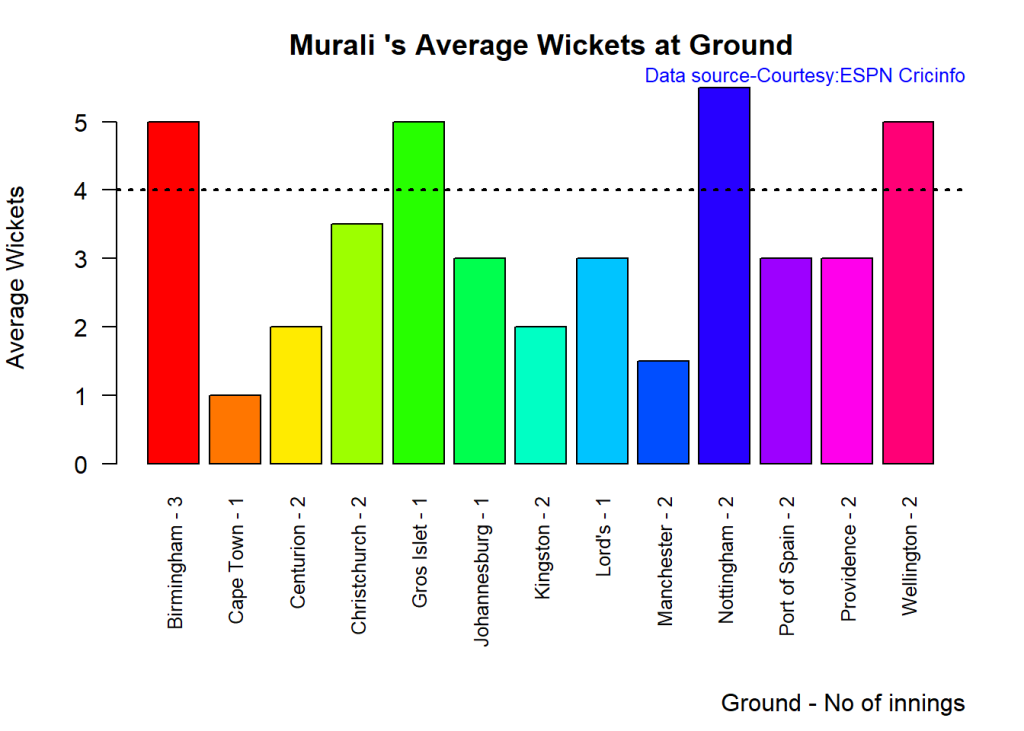 Murali 's Average Wickets at Ground
Data source-Courtesy:ESPN Cricinfo
Average Wickets
5
4
3
2
1
0
Birmingham - 3
Cape Town - 1
Centurion - 2
Christchurch - 2
Gros Islet - 1
Johannesburg - 1
Kingston - 2
Lord's - 1
Manchester - 2
Nottingham - 2
Port of Spain - 2
Providence - 2
Wellington - 2
Ground - No of innings